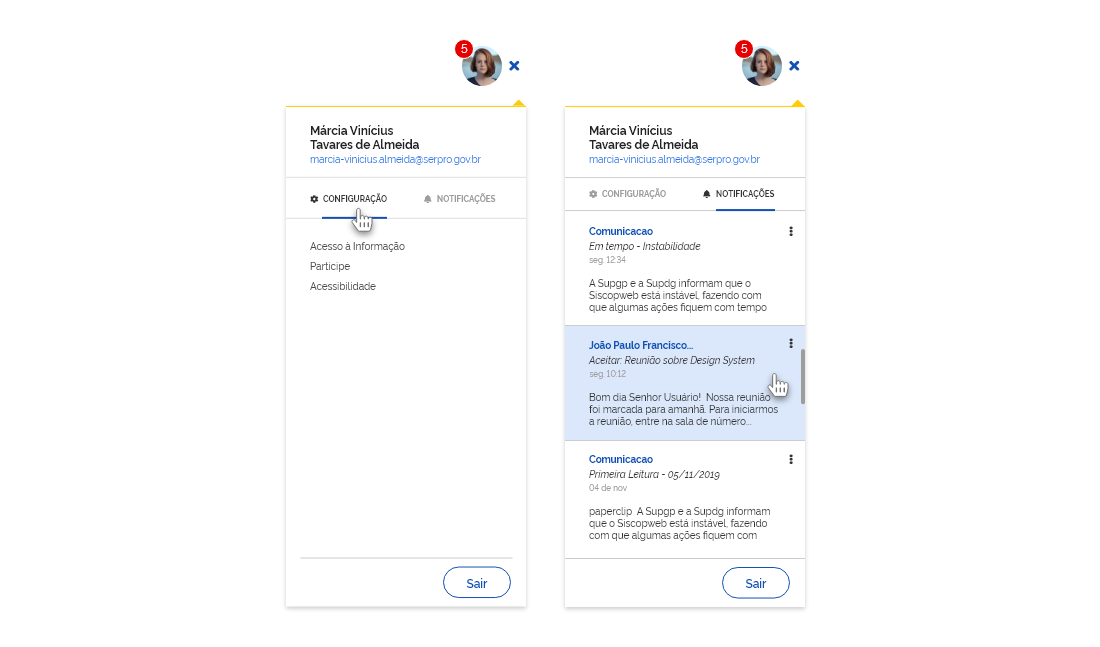 5
Márcia Vinícius
Tavares de Almeida
marcia-vinicius.almeida@serpro.gov.br
CONFIGURAÇÃO NOTIFICAÇÕES
Acesso à Informação
Participe
Acessibilidade
Sair
5
Márcia Vinícius
Tavares de Almeida
marcia-vinicius.almeida@serpro.gov.br
CONFIGURAÇÃO NOTIFICAÇÕES
Comunicacao
Em tempo - Instabilidade
seg, 12:34
A Supgp e a Supdg informam que o
Siscopweb está instável, fazendo com
que algumas ações fiquem com tempo
João Paulo Francisco...
Aceitar: Reunião sobre Design System
seg, 10:12
Bom dia Senhor Usuário! Nossa reunião
foi marcada para amanhã. Para iniciarmos
a reunião, entre na sala de número...
Comunicacao
Primeira Leitura - 05/11/2019
04 de nov
paperclip A Supgp e a Supdg informam
que o Siscopweb está instável, fazendo
com que algumas ações fiquem com
Sair